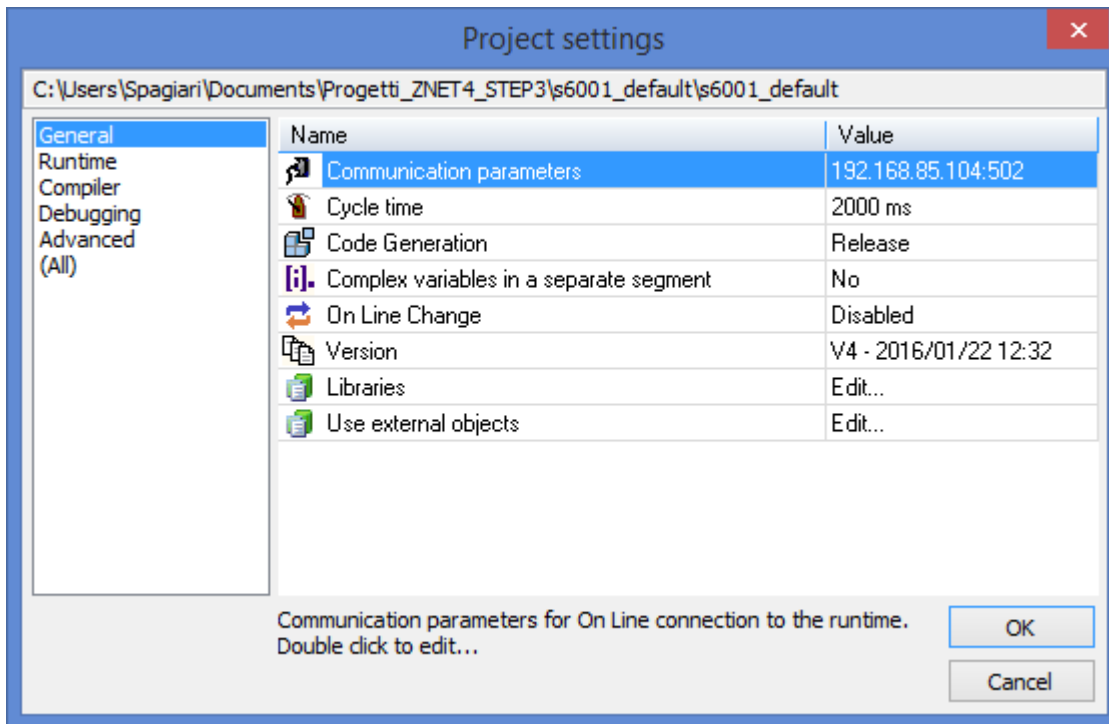 Project settings
C:\Users\Spagiari\Documents\Progetti_ZNET4_STEP3\s6001_default\s6001_default
General
Runtime
Compiler
Debugging
Advanced
(All)
Name Value
Communication parameters 192.168.85.104:502
Cycle time 2000 ms
Code Generation Release
Complex variables in a separate segment No
On Line Change Disabled
Version V4 - 2016/01/22 12:32
Libraries Edit...
Use external objects Edit...
Communication parameters for On Line connection to the runtime.
Double click to edit...
OK
Cancel